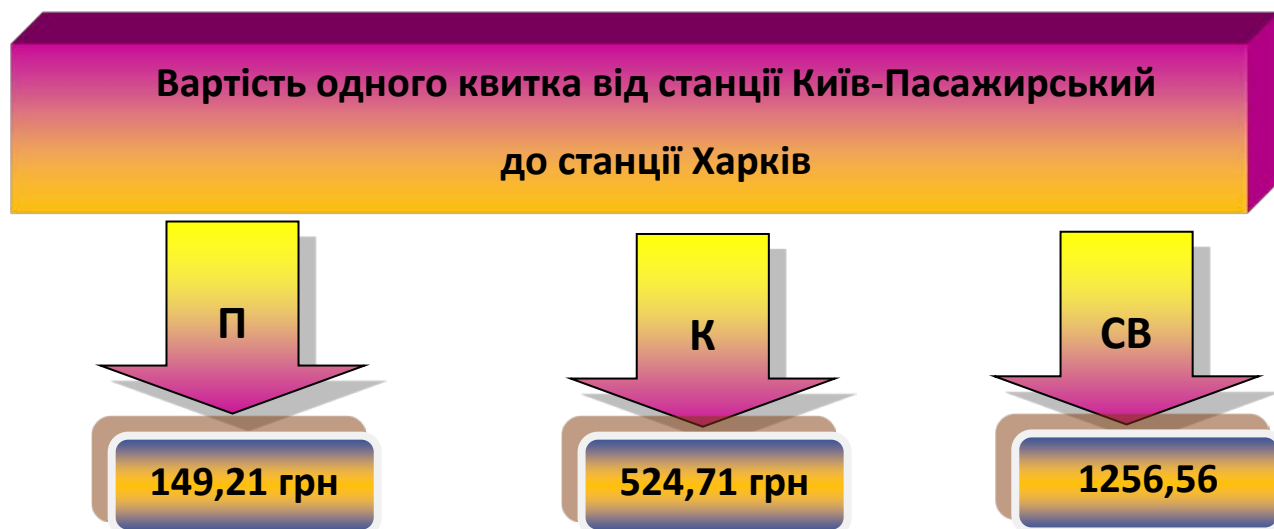 Вартість одного квитка від станції Київ-Пасажирський
до станції Харків
П
К
СВ
149,21 грн
524,71 грн
1256,56